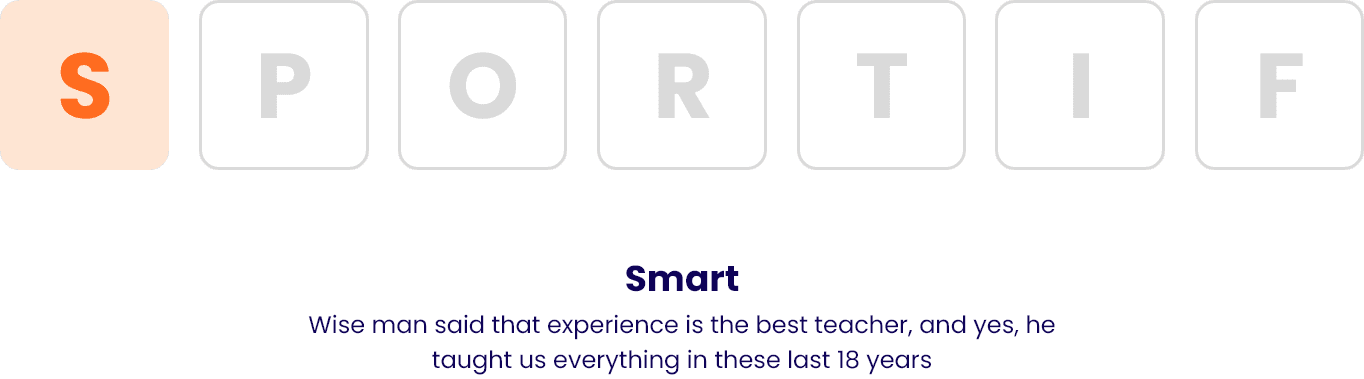 S P O R T I F
Smart
Wise man said that experience is the best teacher, and yes, he
taught us everything in these last 18 years